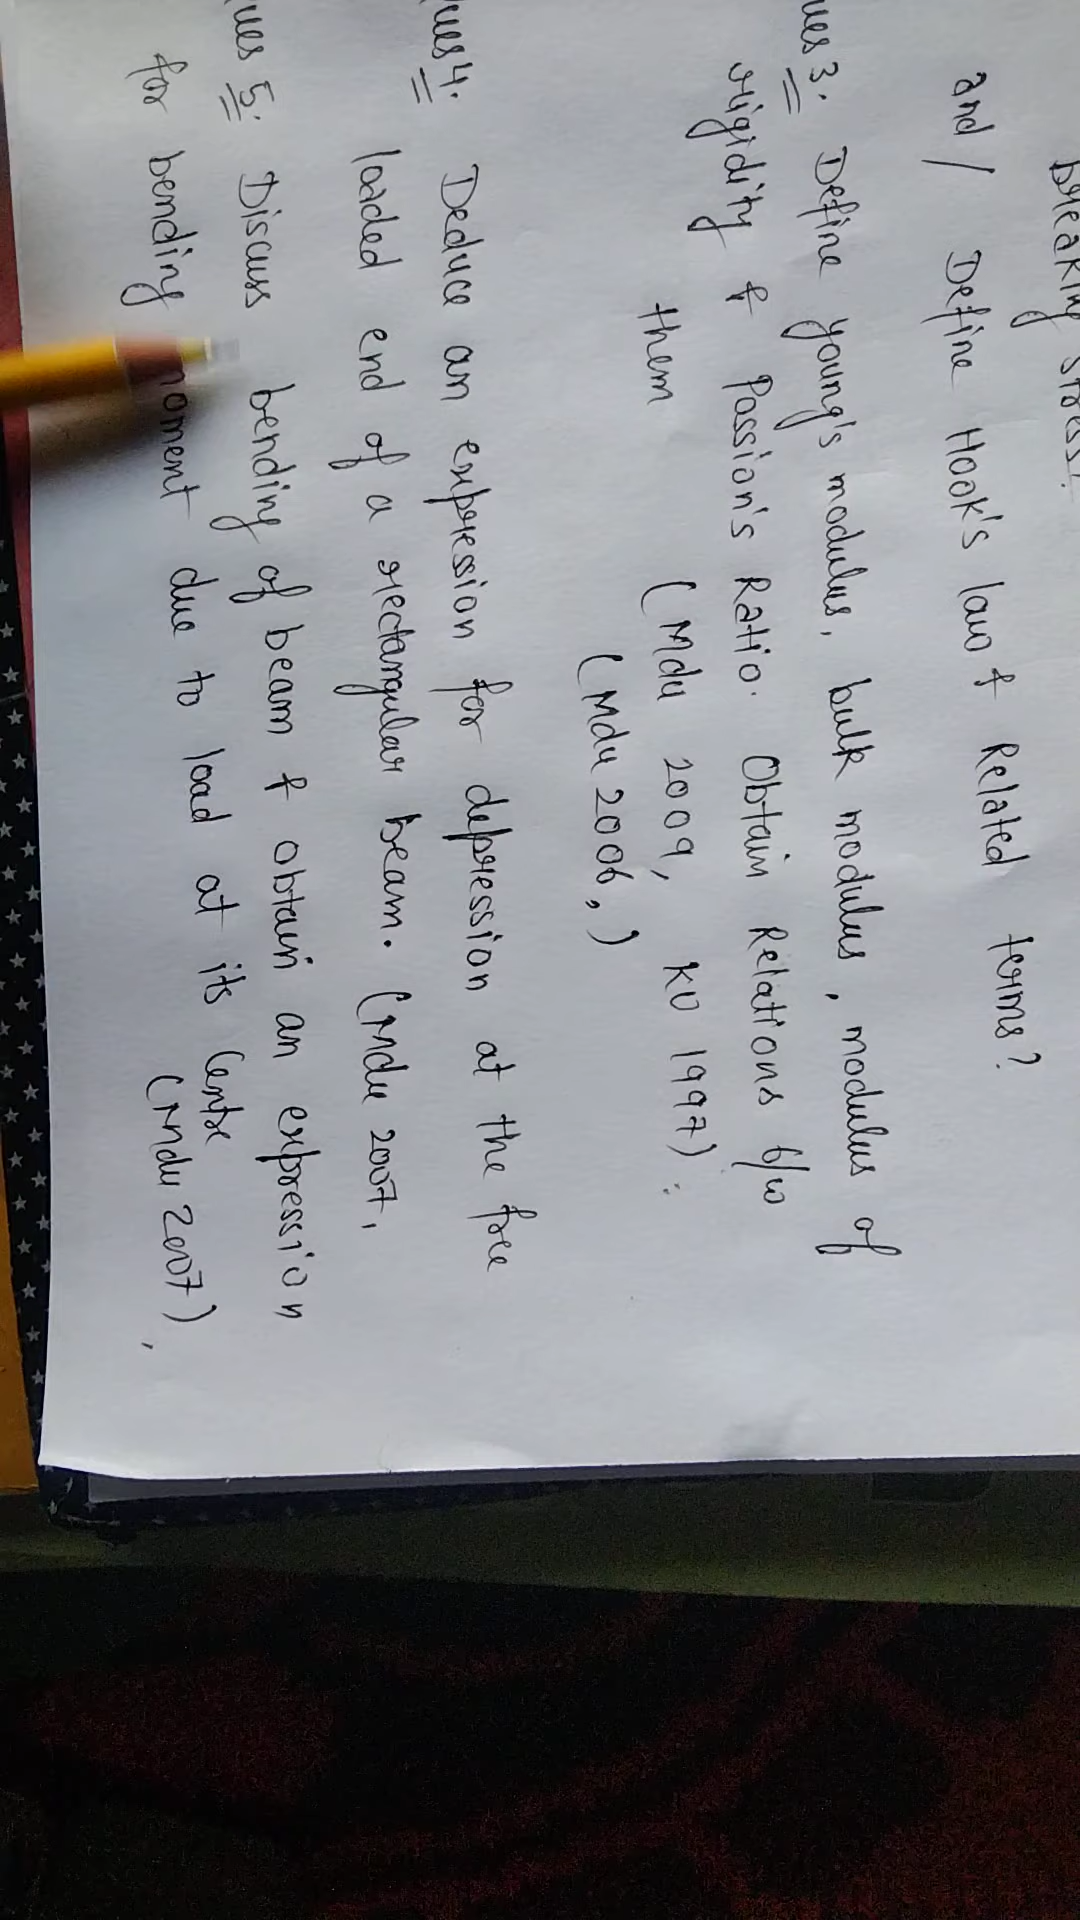 breaking stress?
and / Define Hook's law & Related terms?
ues 3. Define young's modulus, bulk modulus, modulus of
rigidity & Passion's Ratio. Obtain Relations b/w
them (Mdu 2009, KU 1997)
(Mdu 2006,)
ues 4. Deduce an expression for depression at the free
loaded end of a rectangular beam. (Mdu 2007,
ues 5. Discuss bending of beam & obtain an expression
for bending moment due to load at its Centre
(Mdu 2007),